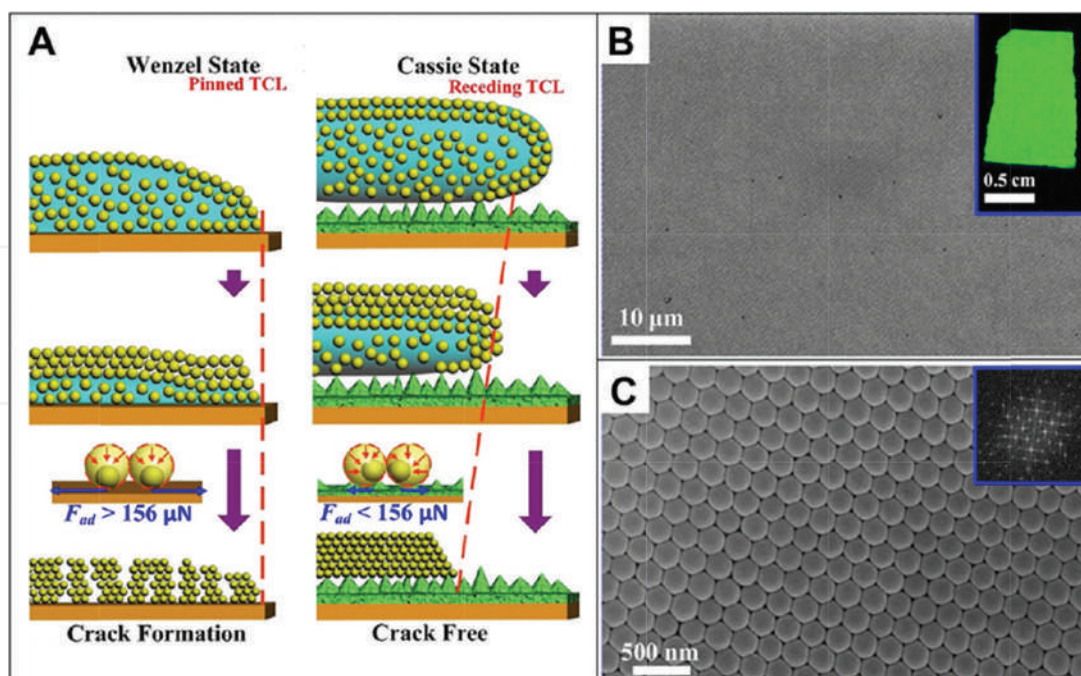 A
Wenzel State
Pinned TCL
Cassie State
Receding TCL
F_ad > 156 µN
F_ad < 156 µN
Crack Formation
Crack Free
B
0.5 cm
10 µm
C
500 nm